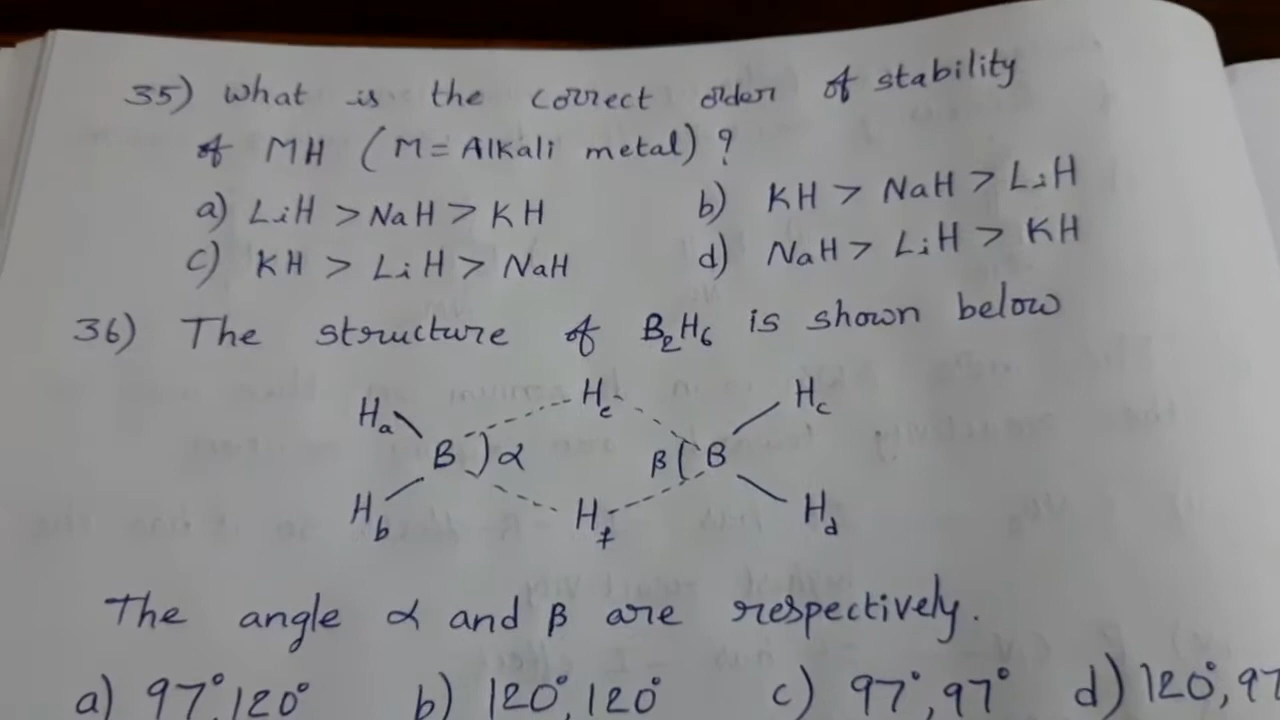 35) What is the correct order of stability
of MH (M = Alkali metal) ?
a) LiH > NaH > KH b) KH > NaH > LiH
c) KH > LiH > NaH d) NaH > LiH > KH
36) The structure of B₂H₆ is shown below
Ha He Hc
B α β B
Hb Hf Hd
The angle α and β are respectively.
a) 97°, 120° b) 120°, 120° c) 97°, 97° d) 120°, 97